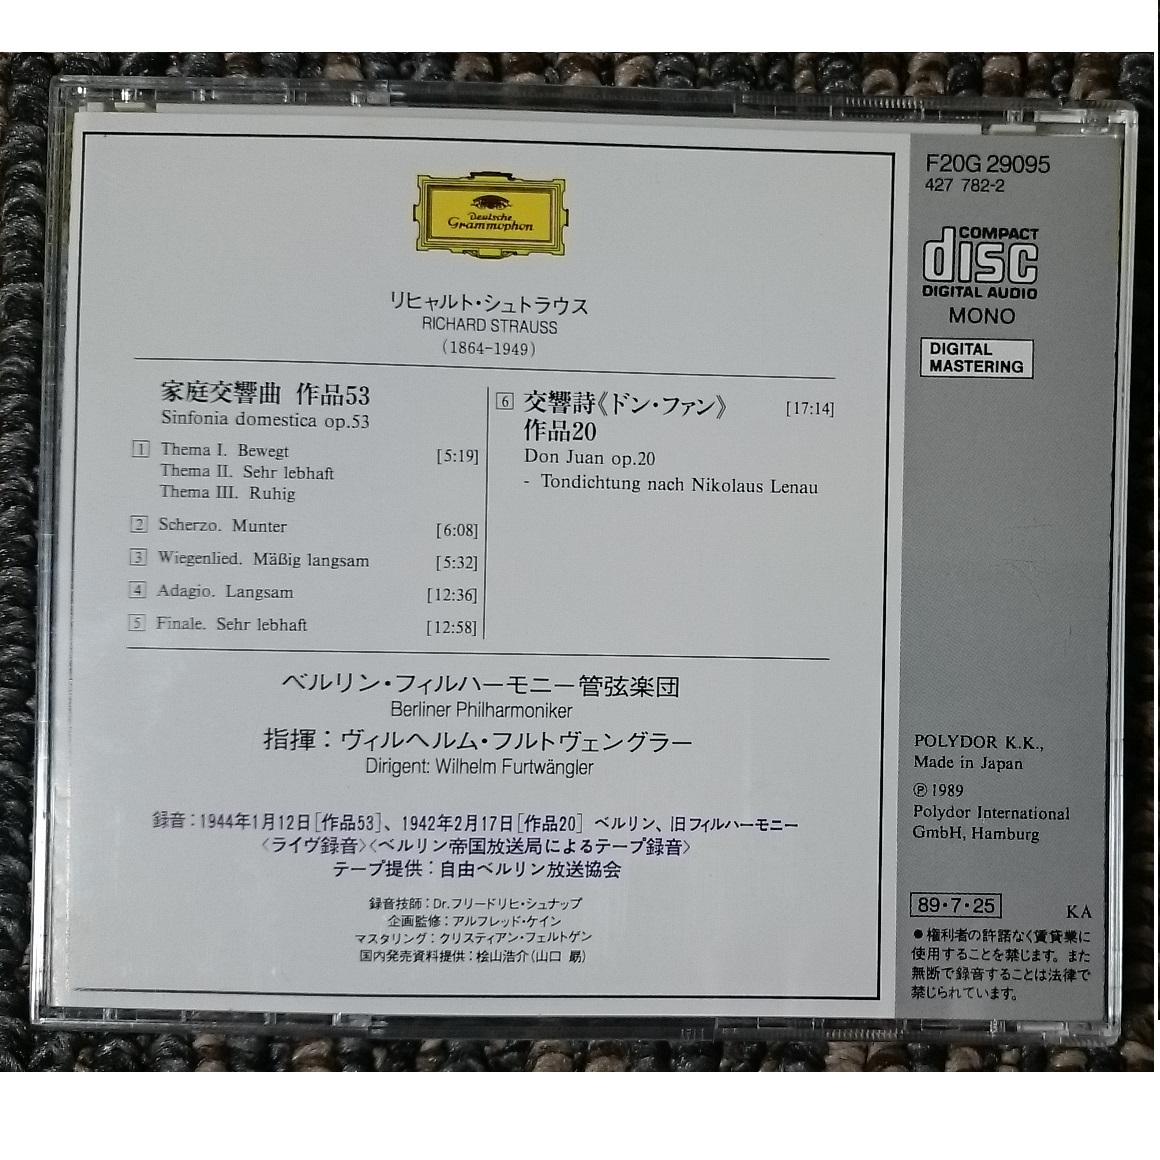 Deutsche
Grammophon
リヒャルト・シュトラウス
RICHARD STRAUSS
(1864-1949)
家庭交響曲 作品53
Sinfonia domestica op.53
1 Thema I. Bewegt [5:19]
Thema II. Sehr lebhaft
Thema III. Ruhig
2 Scherzo. Munter [6:08]
3 Wiegenlied. Mäßig langsam [5:32]
4 Adagio. Langsam [12:36]
5 Finale. Sehr lebhaft [12:58]
6 交響詩《ドン・ファン》 [17:14]
作品20
Don Juan op.20
- Tondichtung nach Nikolaus Lenau
ベルリン・フィルハーモニー管弦楽団
Berliner Philharmoniker
指揮：ヴィルヘルム・フルトヴェングラー
Dirigent: Wilhelm Furtwängler
録音：1944年1月12日[作品53]、1942年2月17日[作品20] ベルリン、旧フィルハーモニー
〈ライヴ録音〉〈ベルリン帝国放送局によるテープ録音〉
テープ提供：自由ベルリン放送協会
録音技師：Dr.フリードリヒ・シュナップ
企画監修：アルフレッド・ケイン
マスタリング：クリスティアン・フェルトゲン
国内発売資料提供：桧山浩介(山口 勗)
F20G 29095
427 782-2
COMPACT
disc
DIGITAL AUDIO
MONO
DIGITAL
MASTERING
POLYDOR K.K.,
Made in Japan
℗ 1989
Polydor International
GmbH, Hamburg
89・7・25
KA
●権利者の許諾なく賃貸業に
使用することを禁じます。また
無断で録音することは法律で
禁じられています。